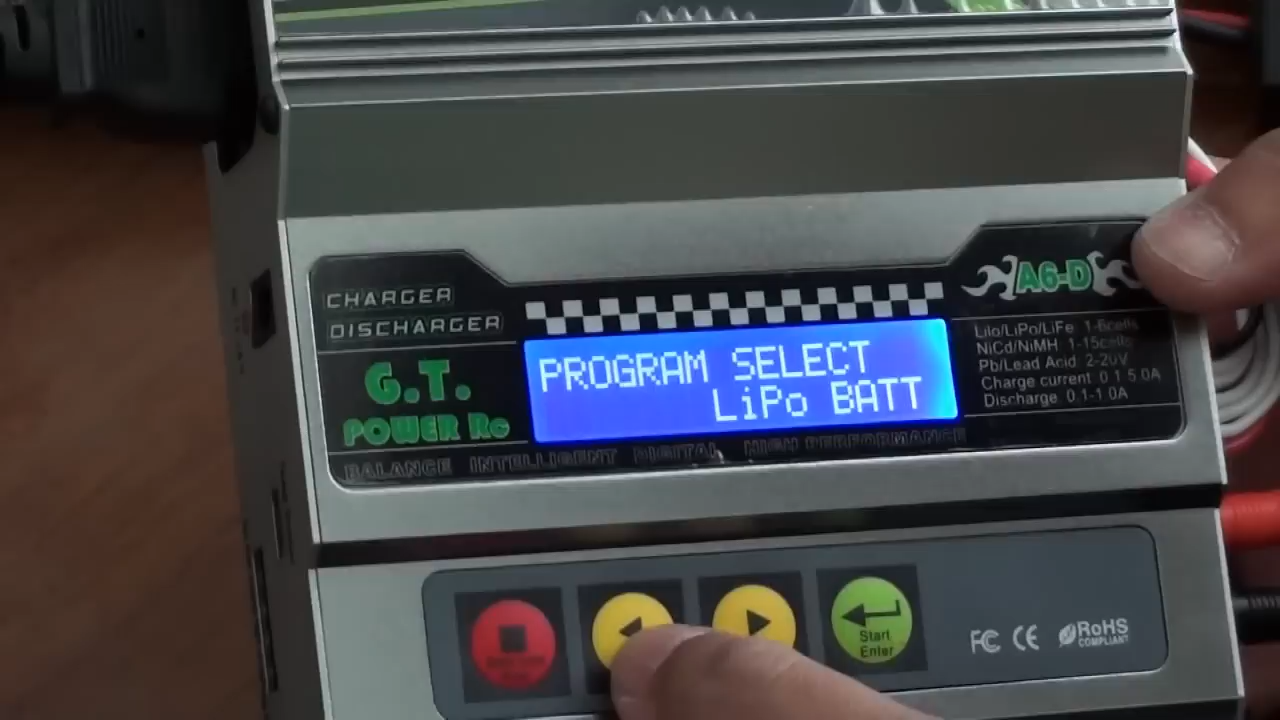 CHARGER
DISCHARGER
G.T.
POWER Rc
PROGRAM SELECT
LiPo BATT
A6-D
LiIo/LiPo/LiFe 1-6cells
NiCd/NiMH 1-15cells
Pb/Lead Acid 2-20V
Charge current 0.1 5.0A
Discharge 0.1-1.0A
BALANCE INTELLIGENT DIGITAL HIGH PERFORMANCE
Start
Enter
FC CE RoHS
COMPLIANT